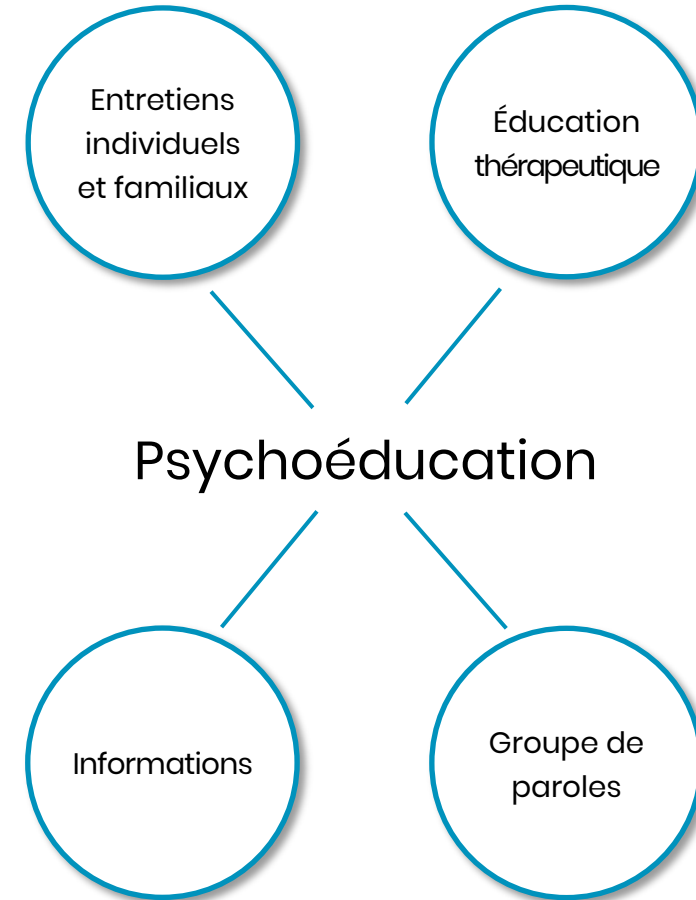 Entretiens
individuels
et familiaux
Éducation
thérapeutique
Psychoéducation
Informations
Groupe de
paroles